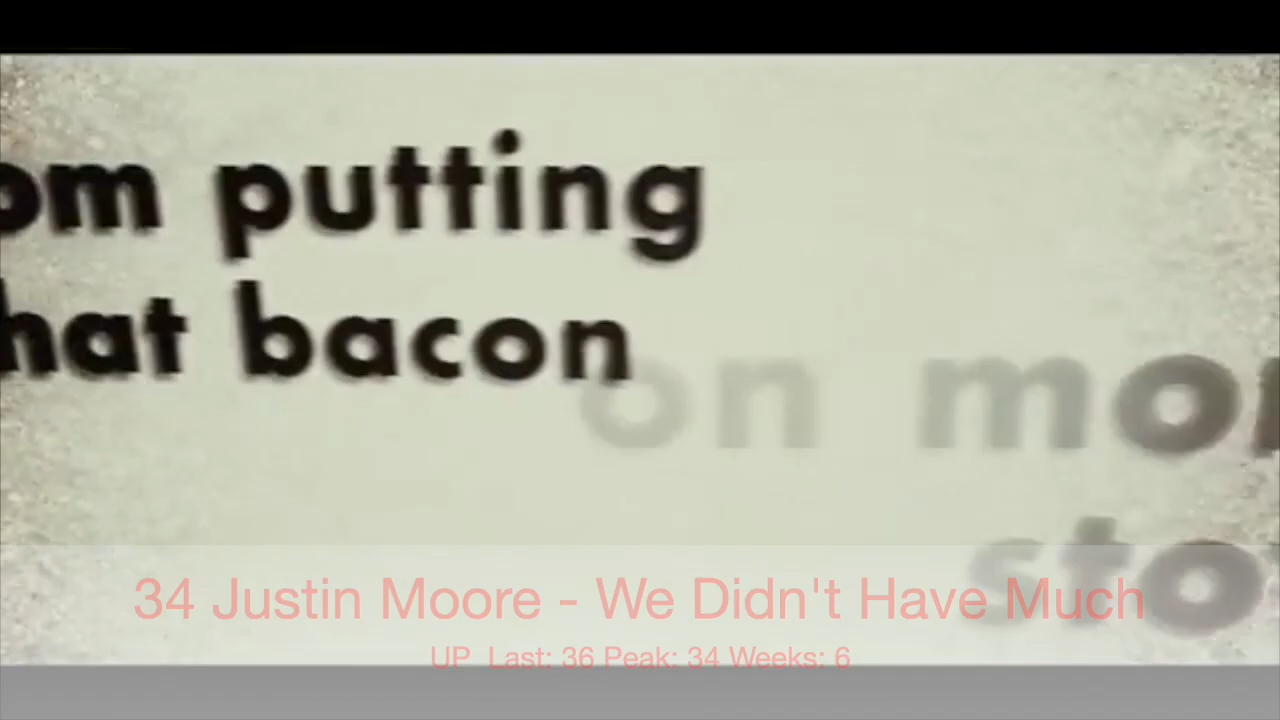 om putting
hat bacon
on mo
sto
34 Justin Moore - We Didn't Have Much
UP Last: 36 Peak: 34 Weeks: 6